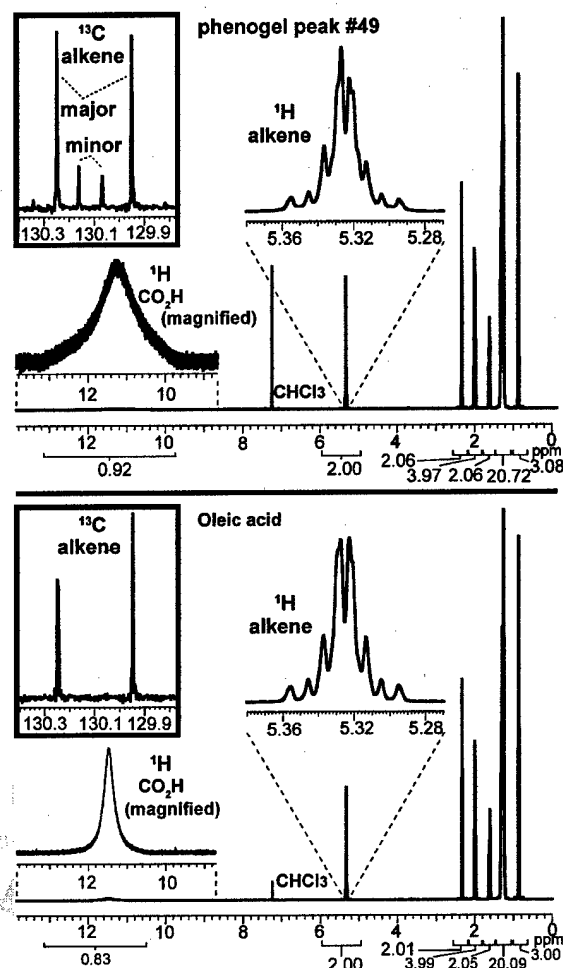 phenogel peak #49
¹³C
alkene
major
minor
130.3 130.1 129.9
¹H
alkene
5.36 5.32 5.28
¹H
CO₂H
(magnified)
12 10
CHCl₃
12 10 8 6 4 2 0
ppm
0.92 2.00 2.06 3.97 2.06 20.72 3.08
Oleic acid
¹³C
alkene
130.3 130.1 129.9
¹H
alkene
5.36 5.32 5.28
¹H
CO₂H
(magnified)
12 10
CHCl₃
12 10 8 6 4 2 0
ppm
0.83 2.00 2.01 3.99 2.05 20.09 3.00